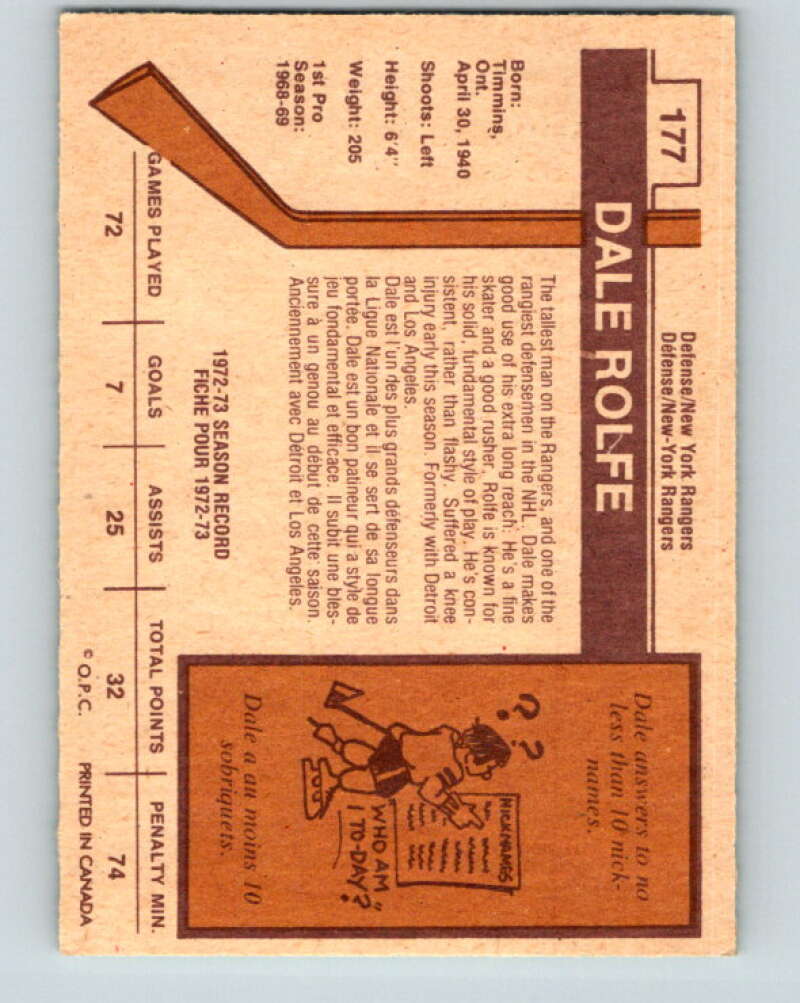 177
Defense/New York Rangers
Défense/New-York Rangers
DALE ROLFE
Born:
Timmins,
Ont.
April 30, 1940
Shoots: Left
Height: 6'4"
Weight: 205
1st Pro
Season:
1968-69
The tallest man on the Rangers, and one of the
rangiest defensemen in the NHL. Dale makes
good use of his extra long reach. He's a fine
skater and a good rusher, Rolfe is known for
his solid, fundamental style of play. He's con-
sistent, rather than flashy. Suffered a knee
injury early this season. Formerly with Detroit
and Los Angeles.
Dale est l'un des plus grands défenseurs dans
la Ligue Nationale et il se sert de sa longue
portée. Dale est un bon patineur qui a style de
jeu fondamental et efficace. Il subit une bles-
sure à un genou au début de cette saison.
Anciennement avec Détroit et Los Angeles.
Dale answers to no
less than 10 nick-
names.
NICKNAMES
? ?
WHO AM
I TO-DAY?
Dale a au moins 10
sobriquets.
1972-73 SEASON RECORD
FICHE POUR 1972-73
GAMES PLAYED GOALS ASSISTS TOTAL POINTS PENALTY MIN.
72 7 25 32 74
© O.P.C. PRINTED IN CANADA